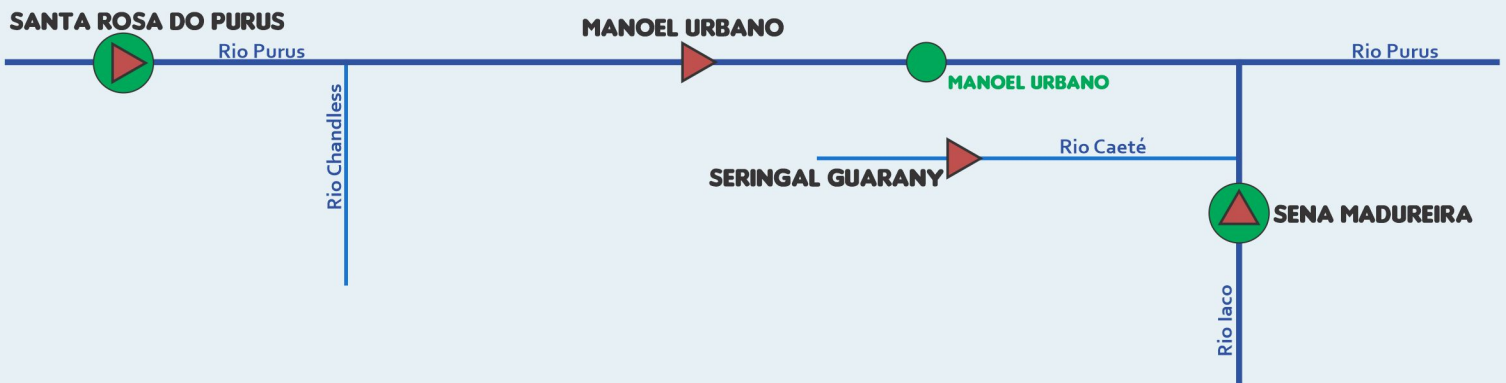 SANTA ROSA DO PURUS
MANOEL URBANO
Rio Purus
Rio Purus
MANOEL URBANO
Rio Chandless
Rio Caeté
SERINGAL GUARANY
SENA MADUREIRA
Rio Iaco